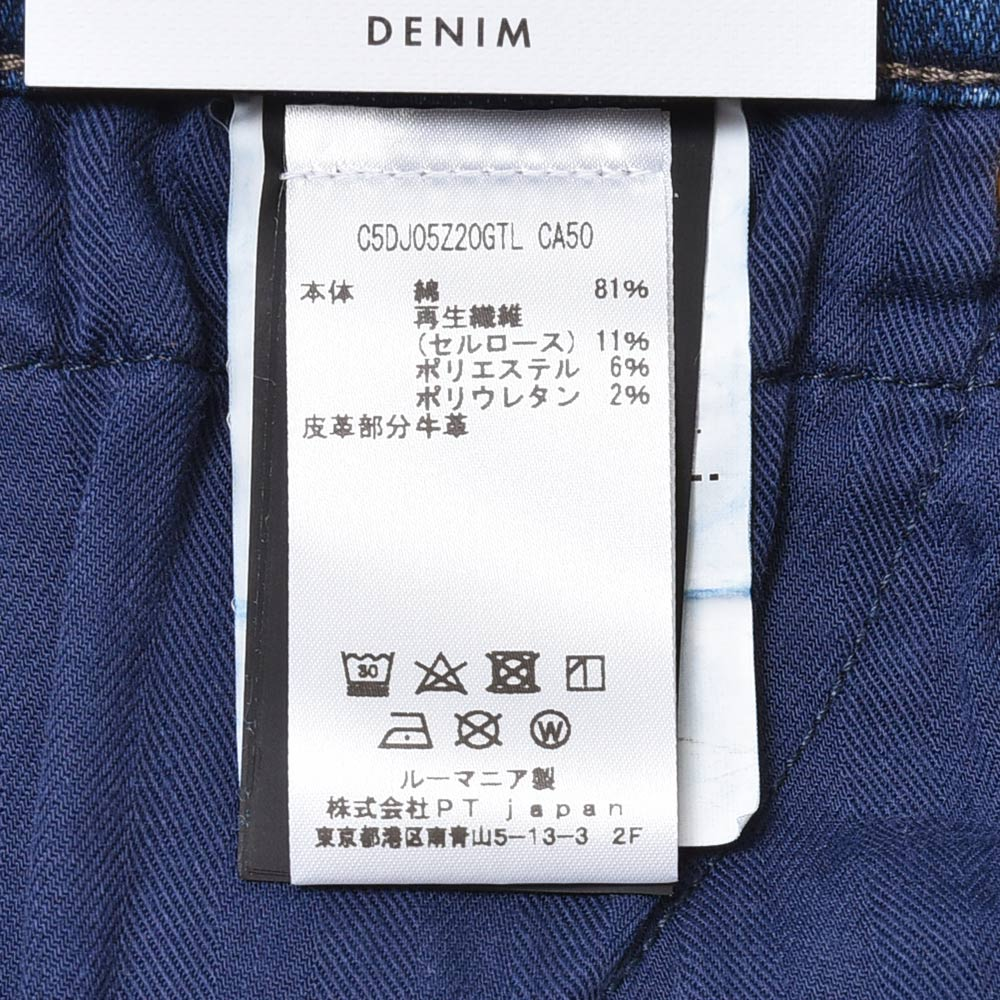 DENIM
C5DJ05Z20GTL CA50
本体 綿 81%
再生繊維
(セルロース) 11%
ポリエステル 6%
ポリウレタン 2%
皮革部分牛革
30
W
ルーマニア製
株式会社PT japan
東京都港区南青山5-13-3 2F